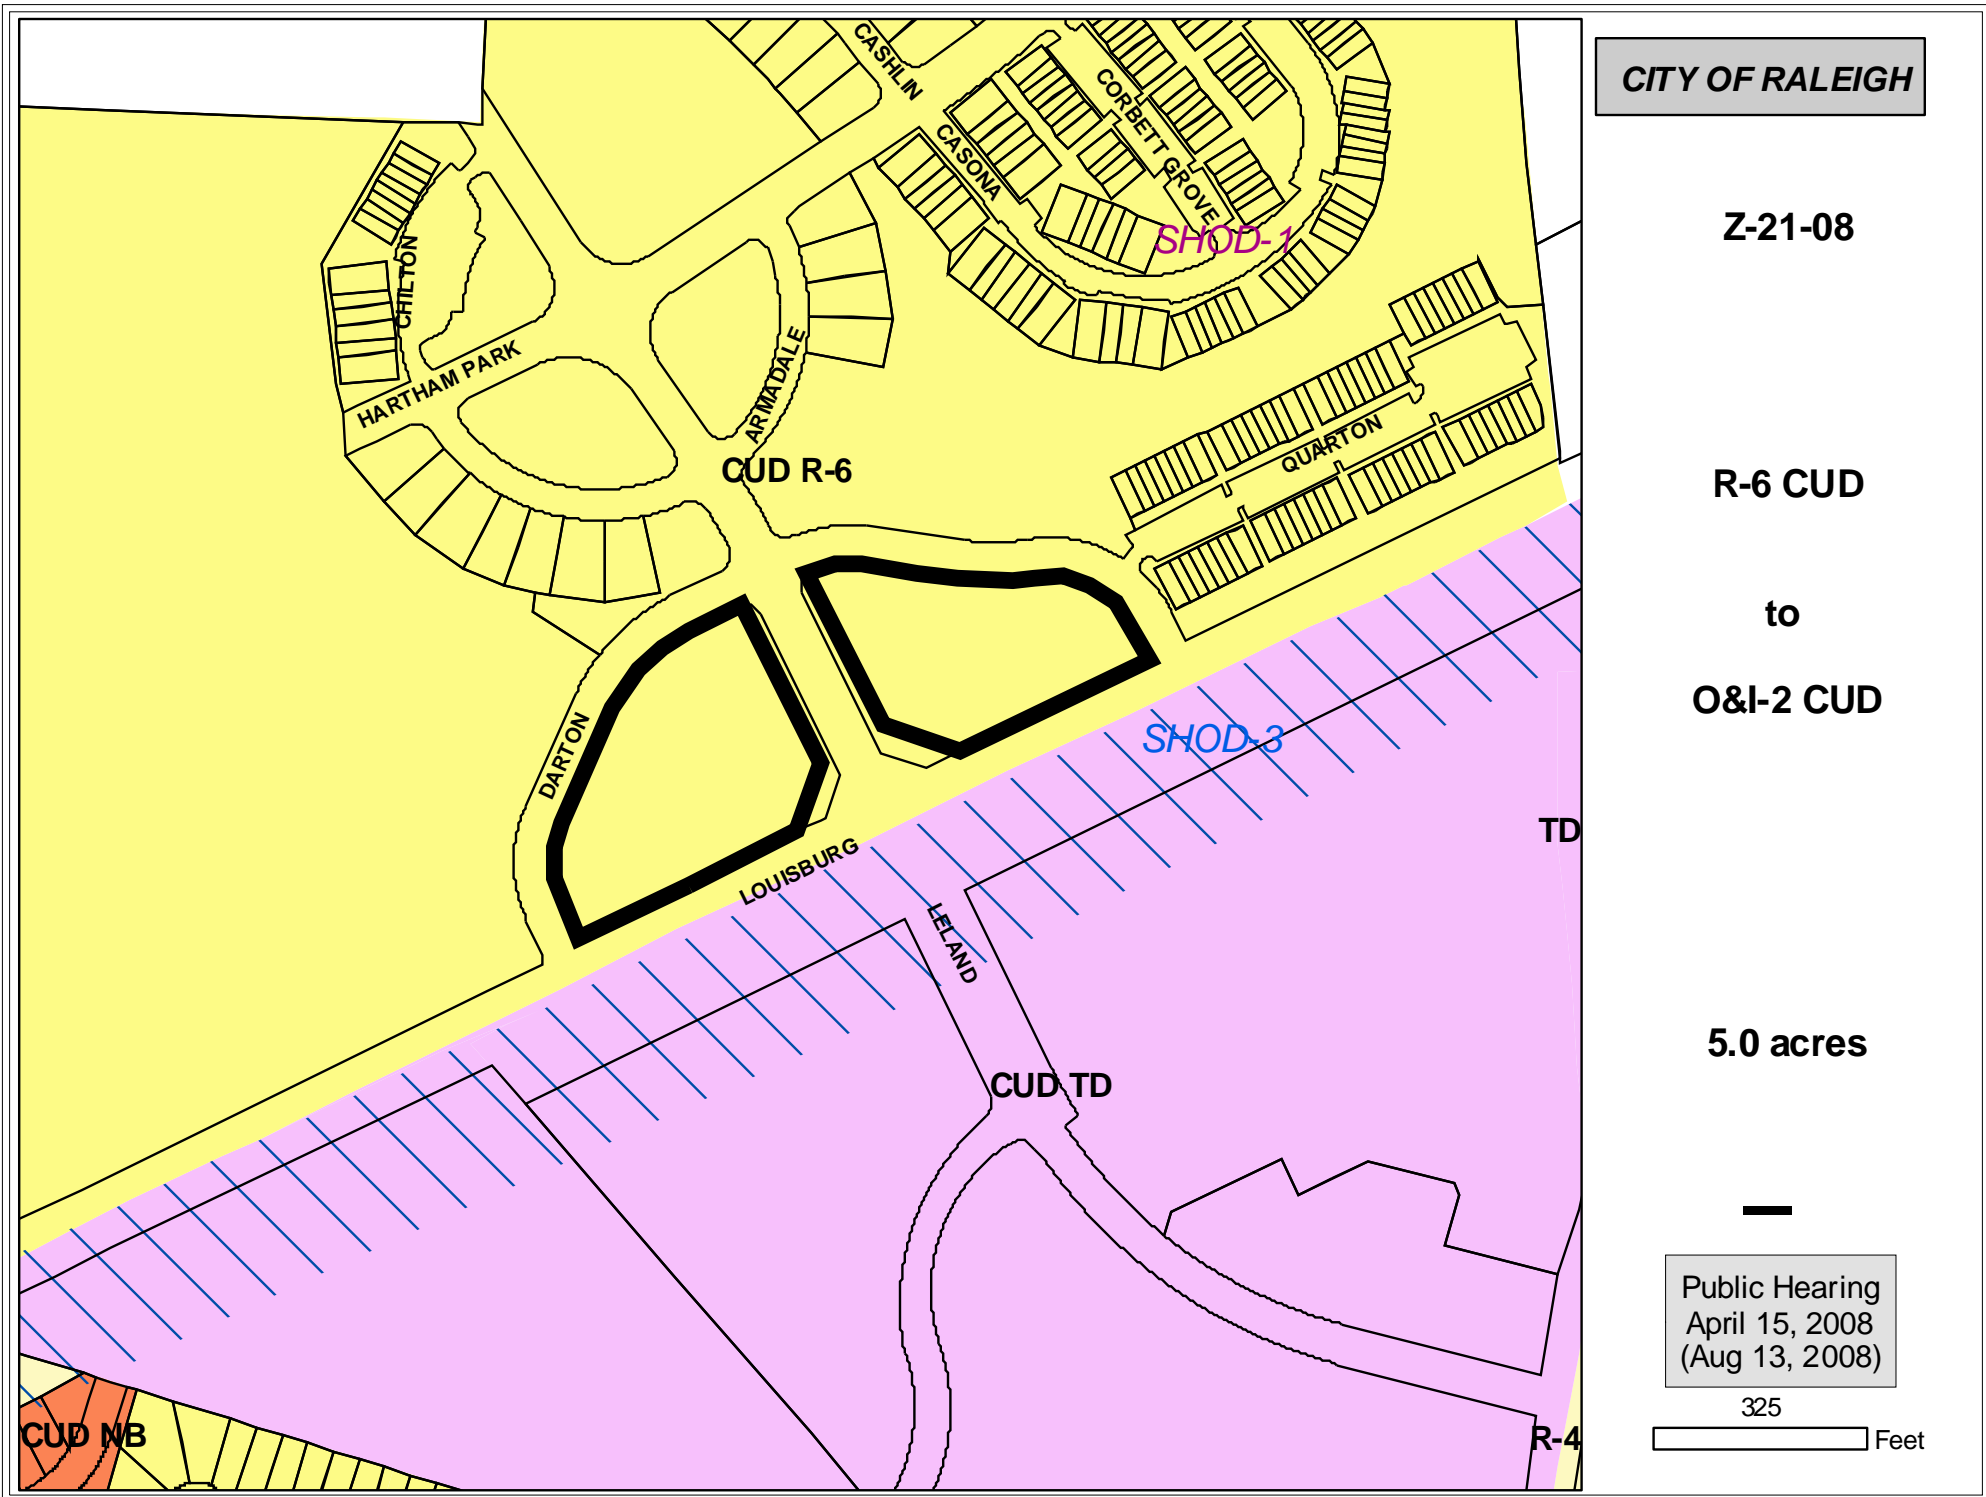 CITY OF RALEIGH
Z-21-08
R-6 CUD
to
O&I-2 CUD
5.0 acres
Public Hearing
April 15, 2008
(Aug 13, 2008)
325
Feet
CASHLIN
CORBETT GROVE
CASONA
SHOD-1
CHILTON
HARTHAM PARK
ARMADALE
CUD R-6
QUARTON
DARTON
SHOD-3
TD
LOUISBURG
LELAND
CUD TD
CUD NB
R-4